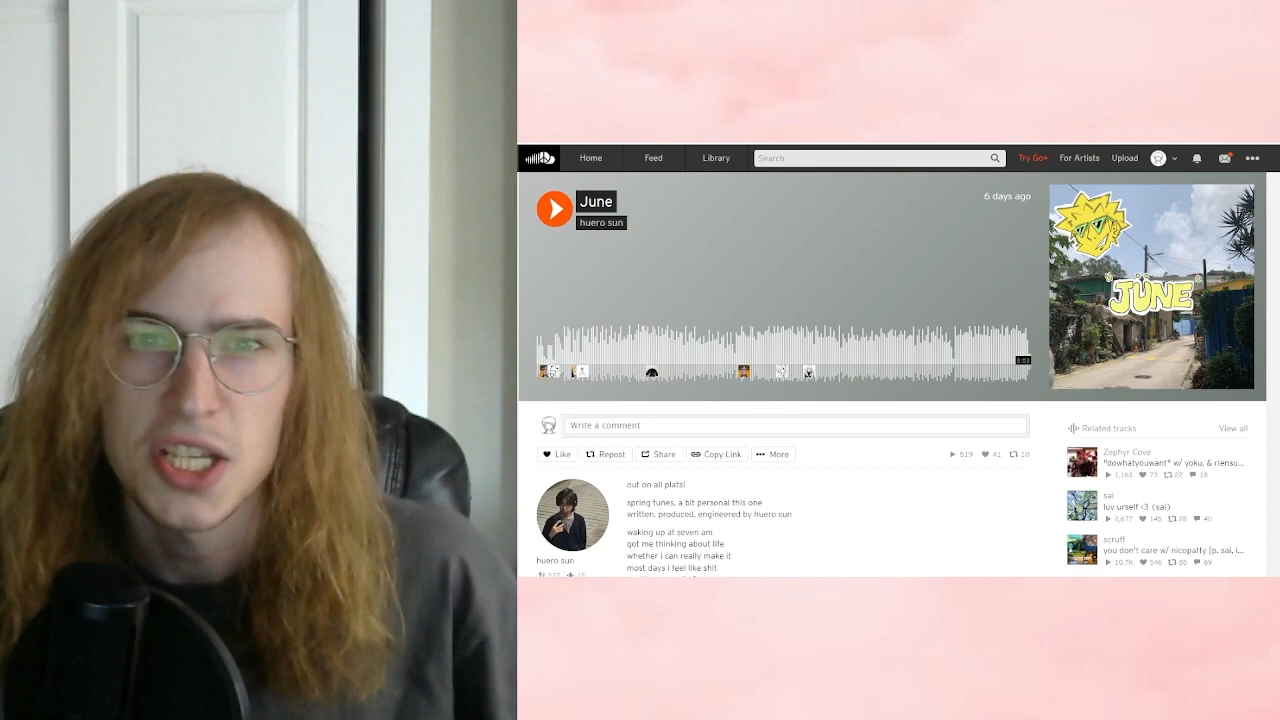 Home
Feed
Library
Search
Try Go+
For Artists
Upload
June
huero sun
6 days ago
"JÜNE"
3:03
Write a comment
Like
Repost
Share
Copy Link
More
519
41
10
out on all plats!
spring tunes, a bit personal this one
written, produced, engineered by huero sun
waking up at seven am
got me thinking about life
whether i can really make it
most days i feel like shit
huero sun
Related tracks
View all
Zephyr Cove
"dowhatyouwant" w/ yoku, & riensu...
1,163
73
22
18
sai
luv urself <3 (sai)
2,677
145
28
40
scruff
you don't care w/ nicopatty [p. sai, l...
10.7K
546
85
69